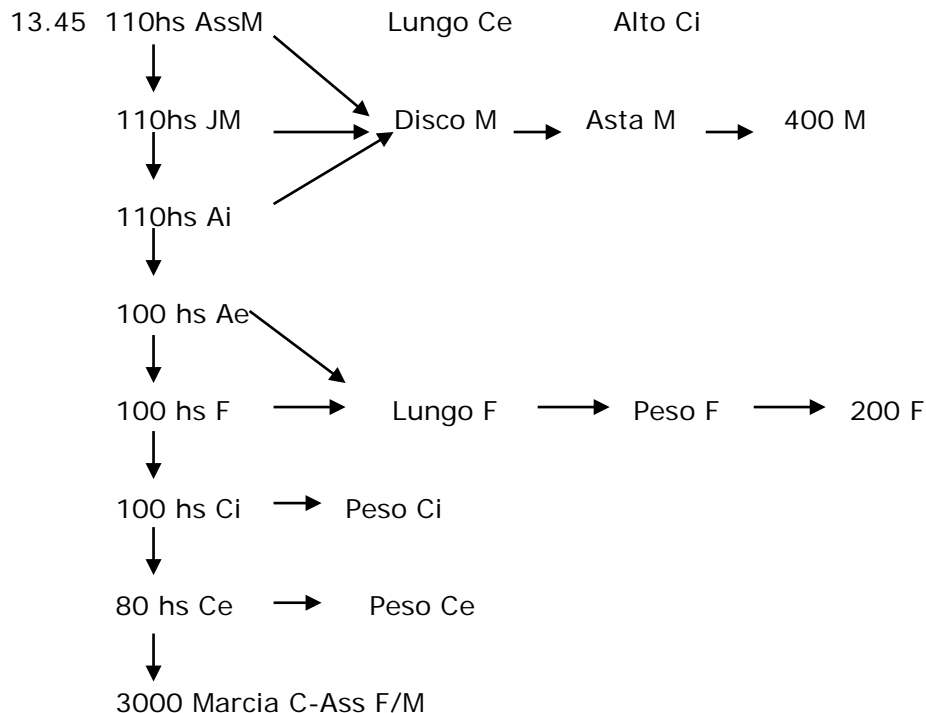 13.45 110hs AssM Lungo Ce Alto Ci
110hs JM Disco M Asta M 400 M
110hs Ai
100 hs Ae
100 hs F Lungo F Peso F 200 F
100 hs Ci Peso Ci
80 hs Ce Peso Ce
3000 Marcia C-Ass F/M